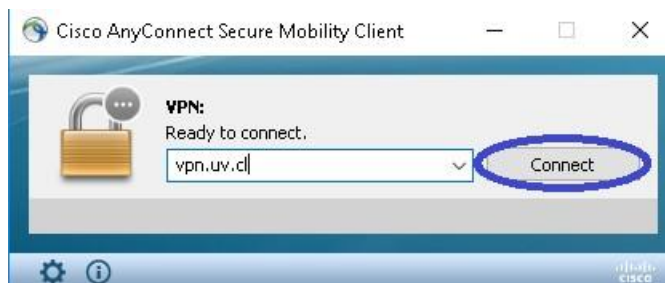 Cisco AnyConnect Secure Mobility Client
VPN:
Ready to connect.
vpn.uv.cl
Connect
cisco